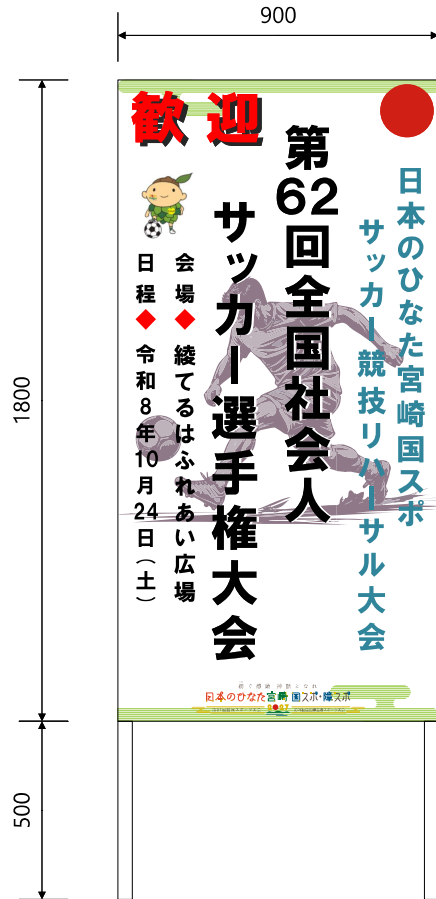 900
1800
500
歓迎
日本のひなた宮崎国スポ
サッカー競技リハーサル大会
第62回全国社会人
サッカー選手権大会
会場◆綾てるはふれあい広場
日程◆令和8年10月24日（土）
日本のひなた宮崎 国スポ・障スポ
2027